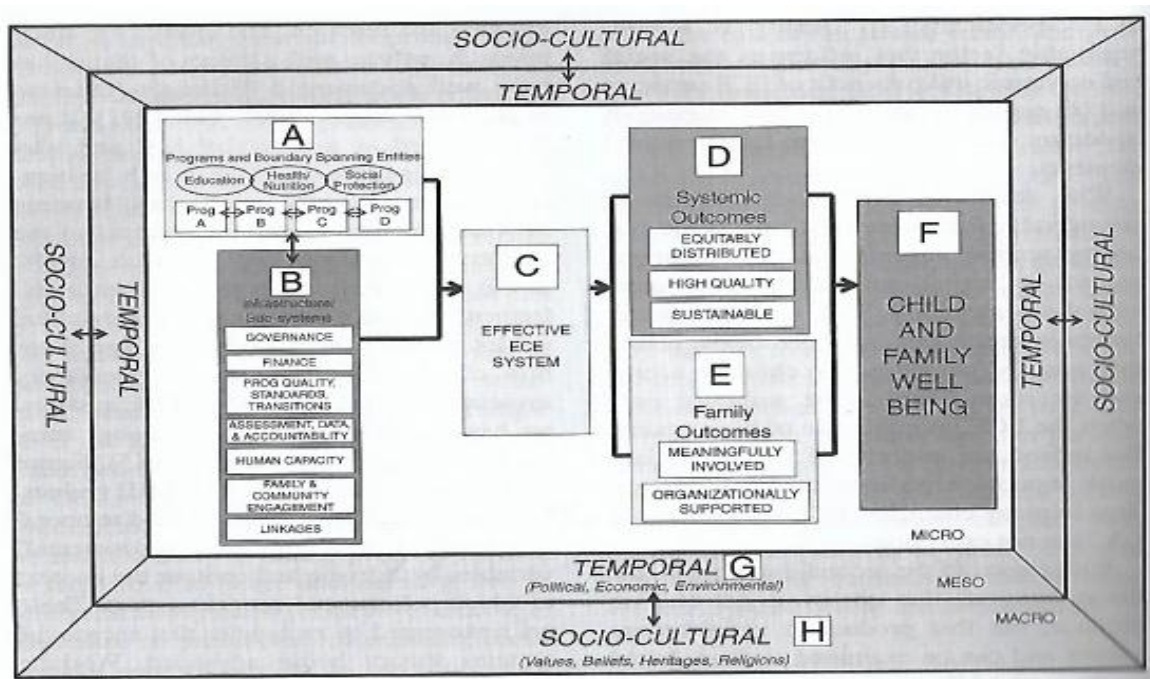 SOCIO-CULTURAL
TEMPORAL
A
Programs and Boundary Spanning Entities
Education
Health/
Nutrition
Social
Protection
Prog
A
Prog
B
Prog
C
Prog
D
B
Infrastructure/
Sub-systems
GOVERNANCE
FINANCE
PROG QUALITY,
STANDARDS,
TRANSITIONS
ASSESSMENT, DATA,
& ACCOUNTABILITY
HUMAN CAPACITY
FAMILY &
COMMUNITY
ENGAGEMENT
LINKAGES
C
EFFECTIVE
ECE
SYSTEM
D
Systemic
Outcomes
EQUITABLY
DISTRIBUTED
HIGH QUALITY
SUSTAINABLE
E
Family
Outcomes
MEANINGFULLY
INVOLVED
ORGANIZATIONALLY
SUPPORTED
F
CHILD
AND
FAMILY
WELL
BEING
SOCIO-CULTURAL
TEMPORAL
TEMPORAL
SOCIO-CULTURAL
MICRO
TEMPORAL G
(Political, Economic, Environmental)
MESO
MACRO
SOCIO-CULTURAL H
(Values, Beliefs, Heritages, Religions)